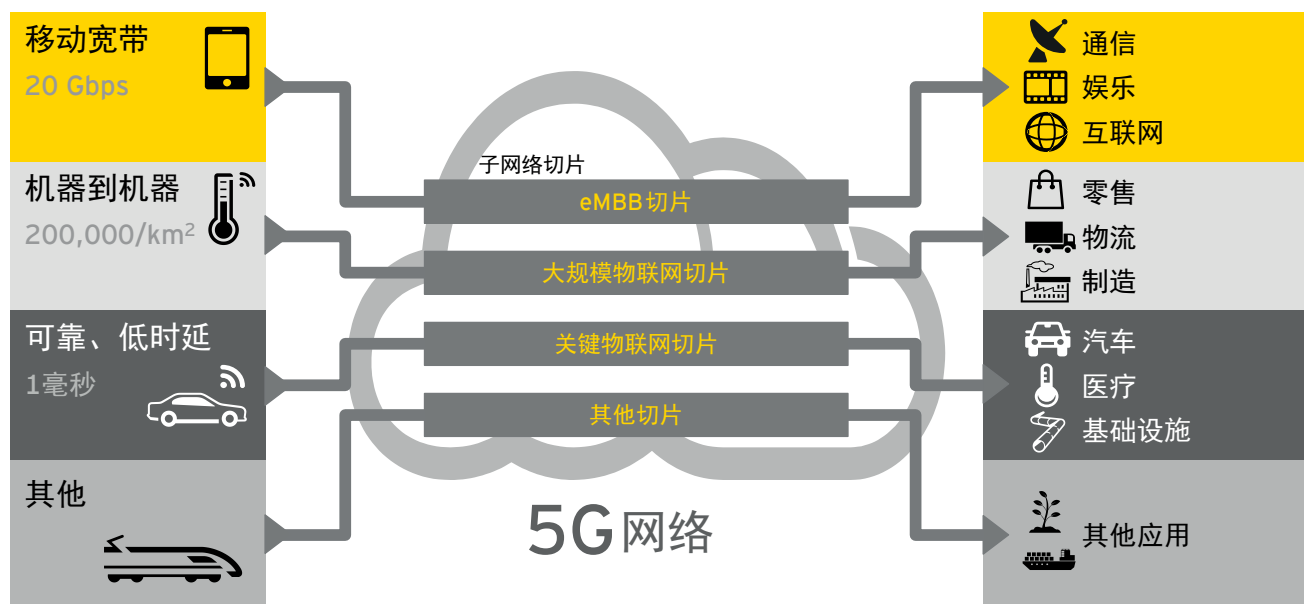 移动宽带
20 Gbps
机器到机器
200,000/km²
可靠、低时延
1毫秒
其他
子网络切片
eMBB切片
大规模物联网切片
关键物联网切片
其他切片
5G网络
通信
娱乐
互联网
零售
物流
制造
汽车
医疗
基础设施
其他应用